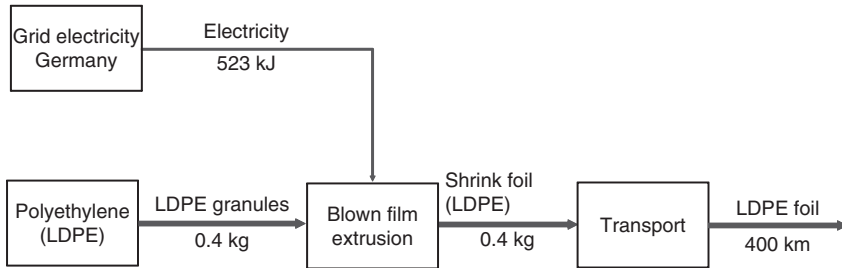 Grid electricity
Germany
Electricity
523 kJ
Polyethylene
(LDPE)
LDPE granules
0.4 kg
Blown film
extrusion
Shrink foil
(LDPE)
0.4 kg
Transport
LDPE foil
400 km